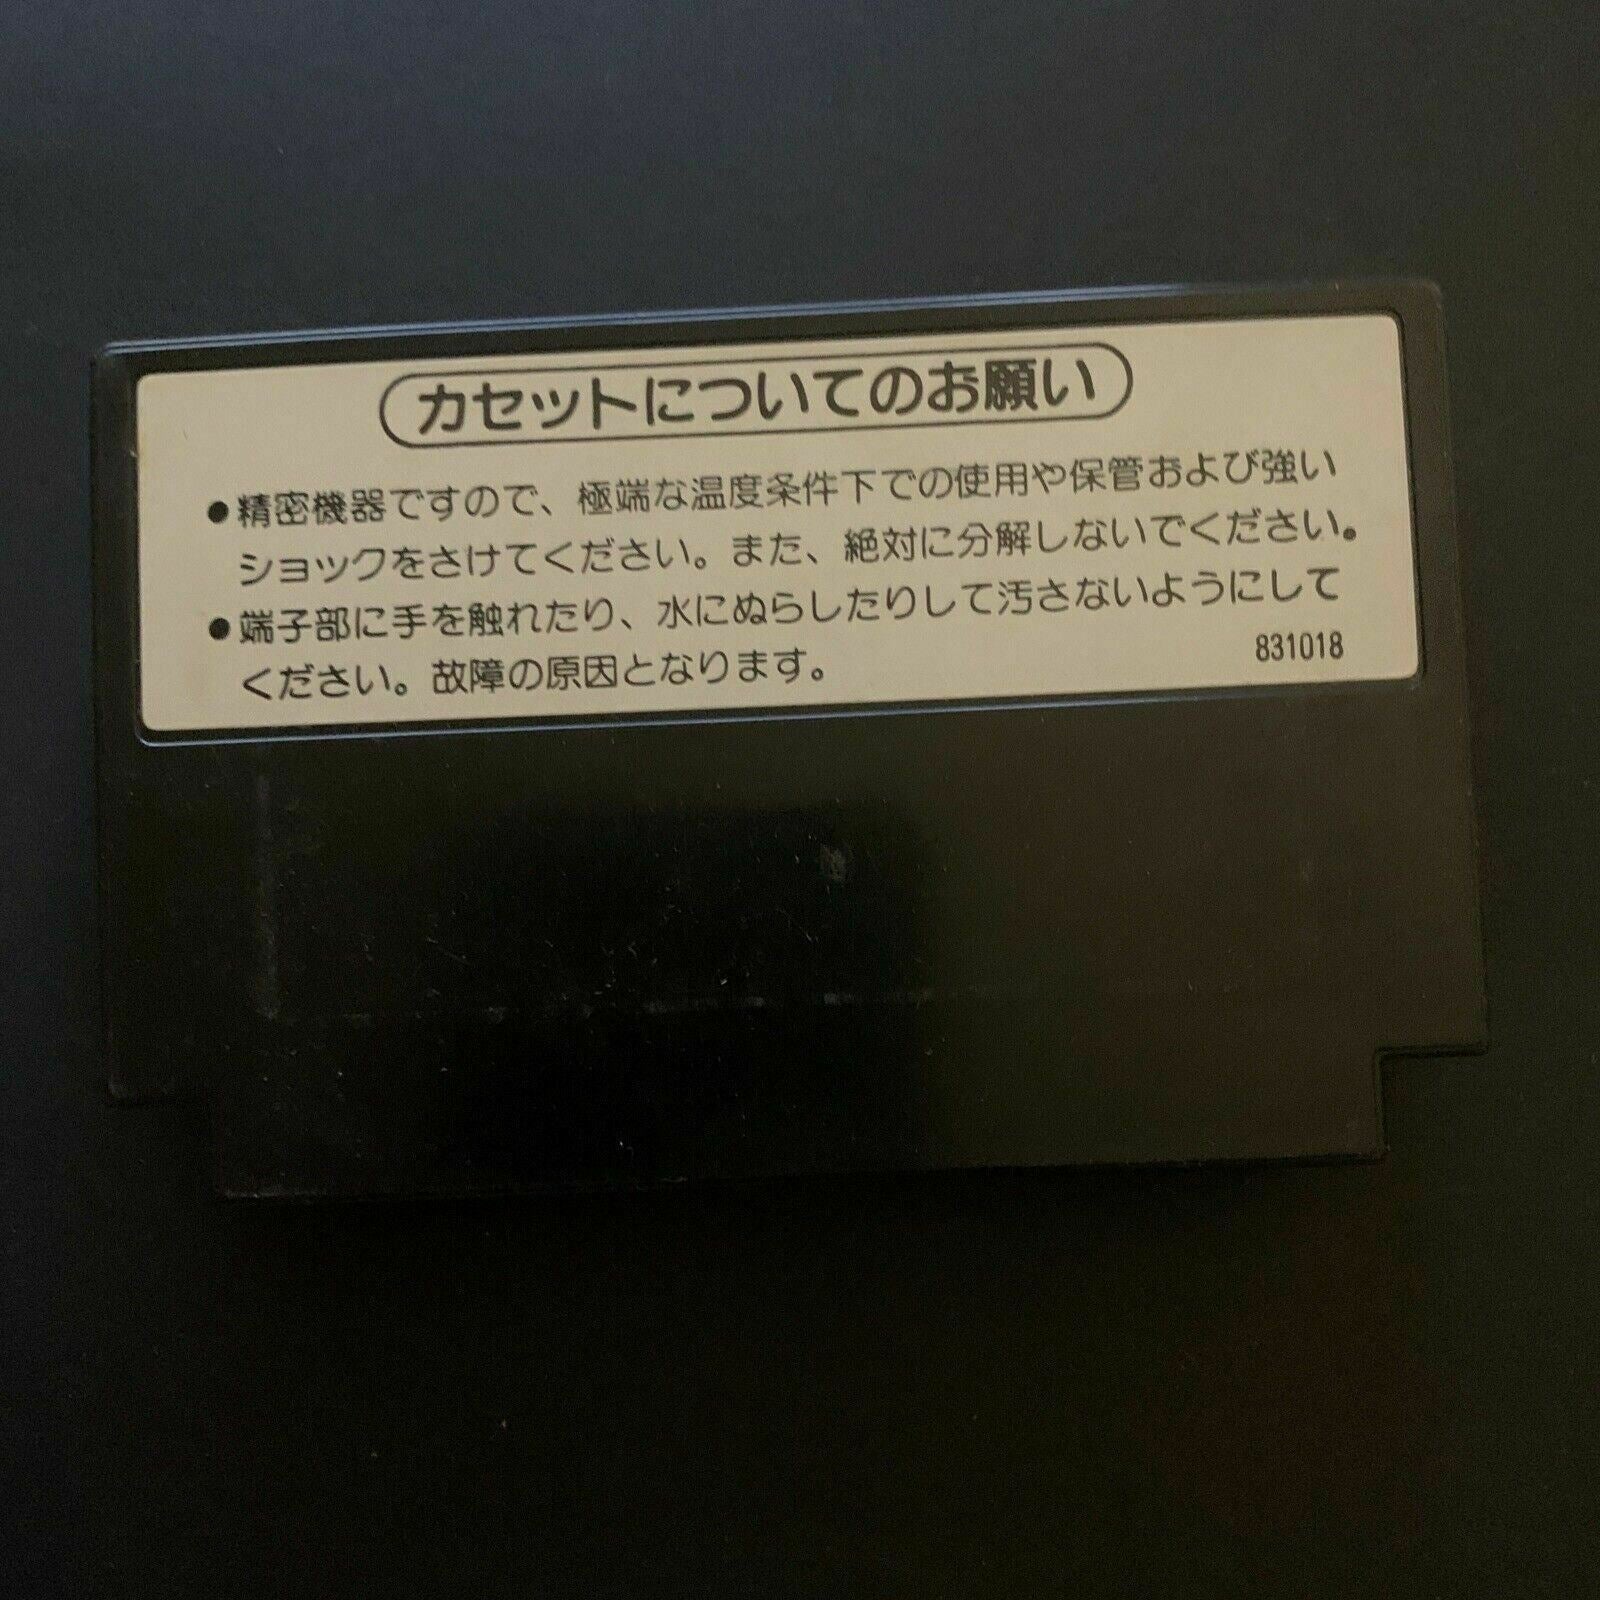 カセットについてのお願い
●精密機器ですので、極端な温度条件下での使用や保管および強い
ショックをさけてください。また、絶対に分解しないでください。
●端子部に手を触れたり、水にぬらしたりして汚さないようにして
ください。故障の原因となります。
831018